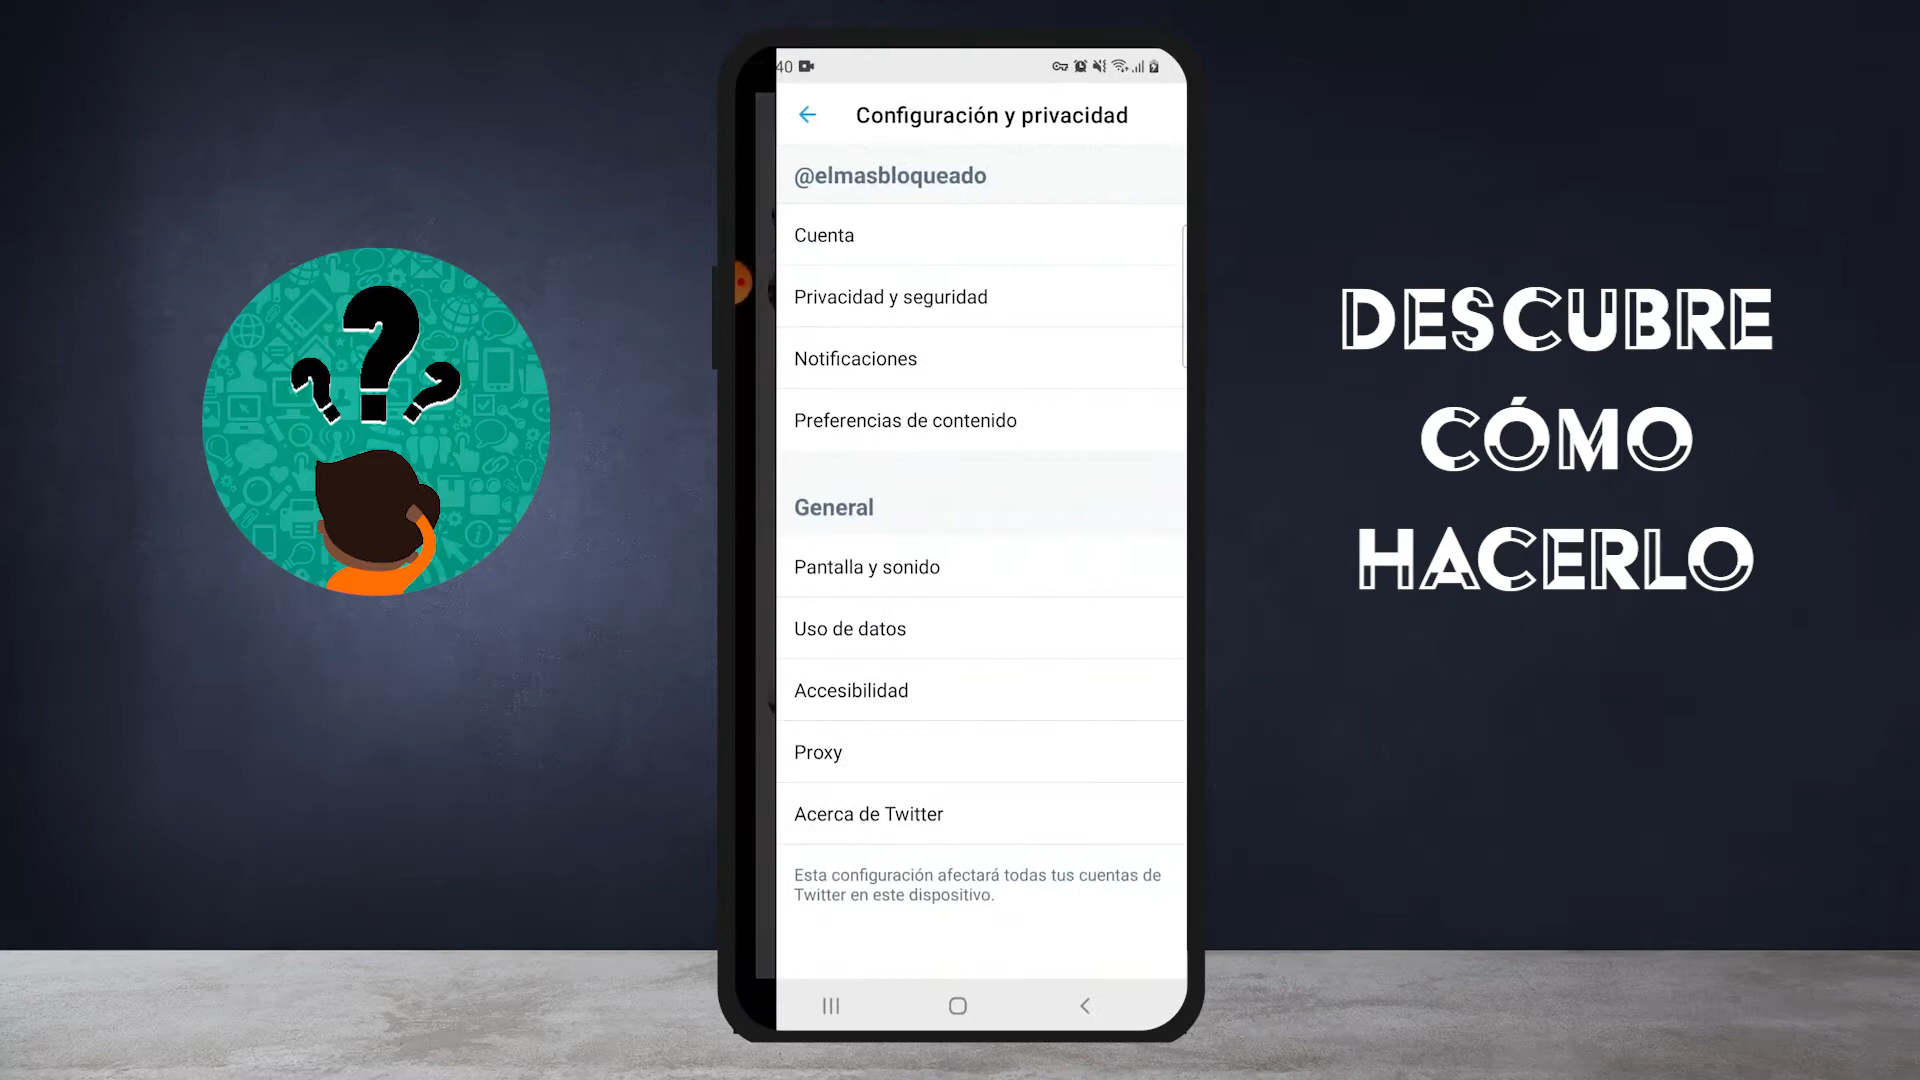 40
Configuración y privacidad
@elmasbloqueado
Cuenta
Privacidad y seguridad
Notificaciones
Preferencias de contenido
General
Pantalla y sonido
Uso de datos
Accesibilidad
Proxy
Acerca de Twitter
Esta configuración afectará todas tus cuentas de
Twitter en este dispositivo.
DESCUBRE
CÓMO
HACERLO